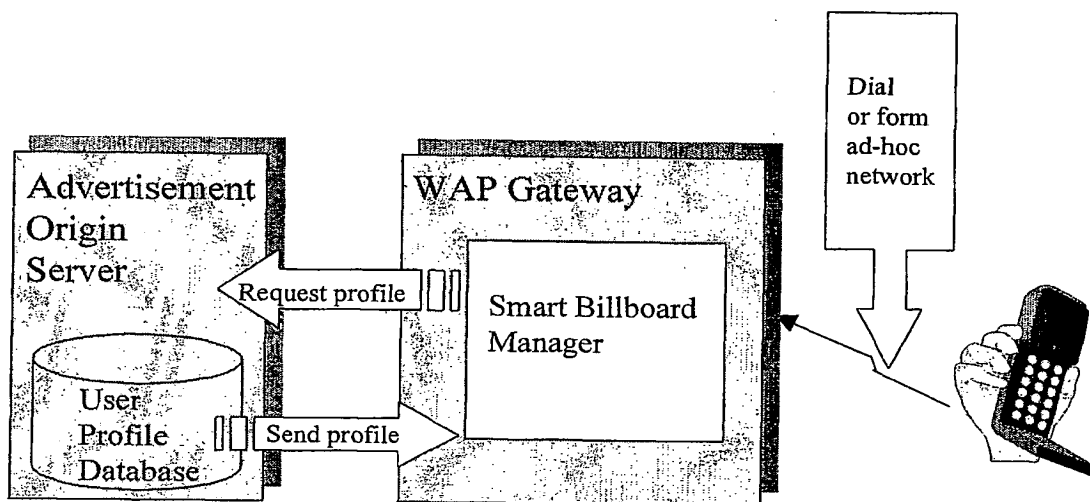 Advertisement
Origin
Server
User
Profile
Database
Request profile
Send profile
WAP Gateway
Smart Billboard
Manager
Dial
or form
ad-hoc
network